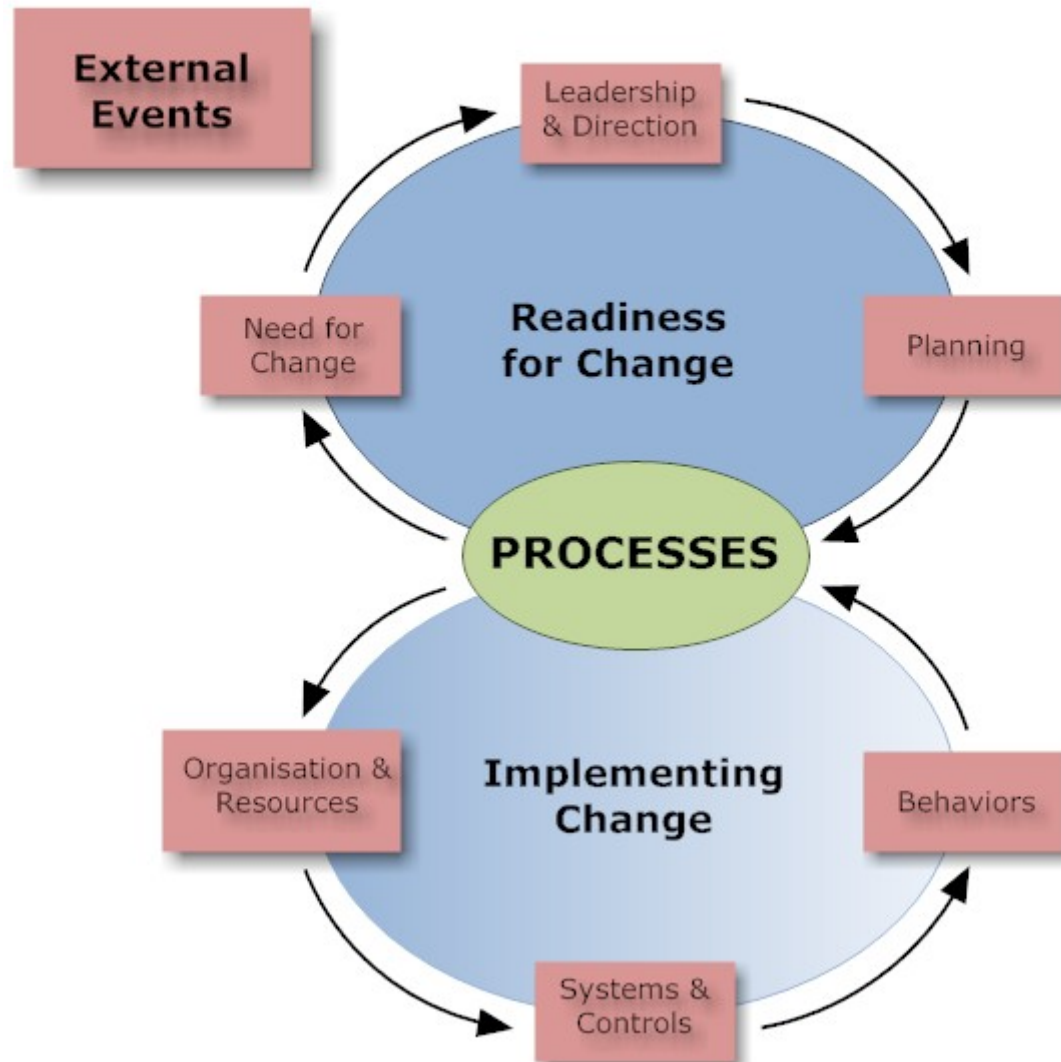 External
Events
Leadership
& Direction
Need for
Change
Readiness
for Change
Planning
PROCESSES
Organisation &
Resources
Implementing
Change
Behaviors
Systems &
Controls